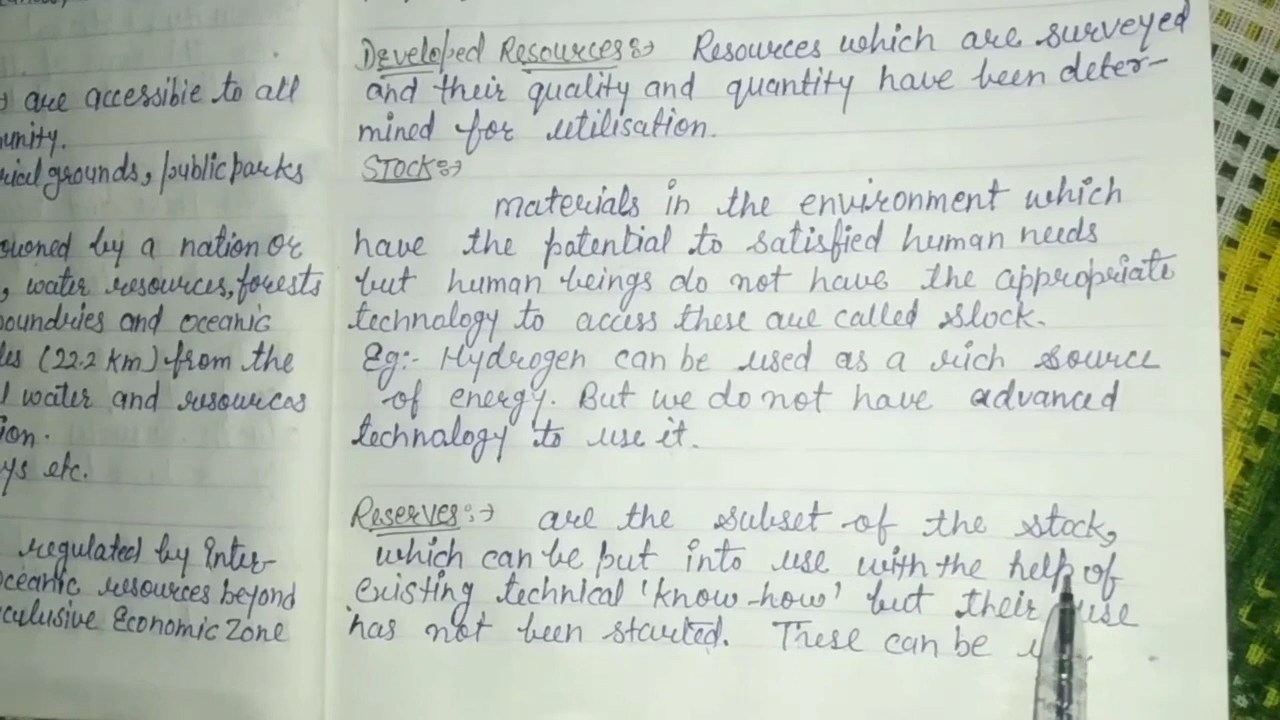 are accessible to all
unity.
rial grounds, public parks
owned by a nation or
, water resources, forests
boundries and oceanic
les (22.2 km) from the
l water and resources
ion.
ys etc.
regulated by Inter-
ceanic resources beyond
xculusive Economic Zone
Developed Resources:→ Resources which are surveyed
and their quality and quantity have been deter-
mined for utilisation.
STOCK:→
materials in the environment which
have the potential to satisfied human needs
but human beings do not have the appropriate
technology to access these are called stock.
Eg:- Hydrogen can be used as a rich source
of energy. But we do not have advanced
technalogy to use it.
Reserves:→ are the subset of the stock,
which can be put into use with the help of
existing technical 'know-how' but their use
has not been started. These can be